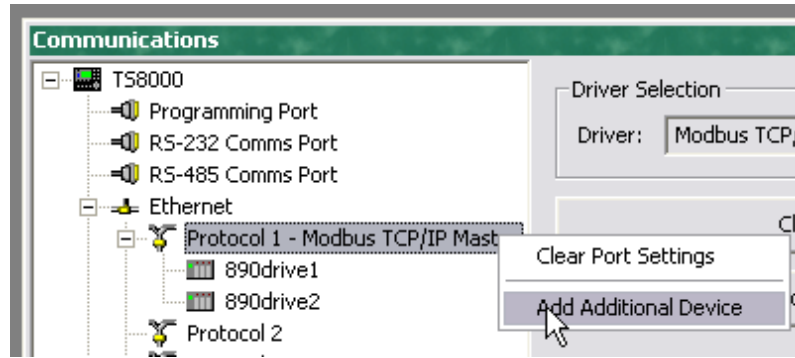 Communications
TS8000
Programming Port
RS-232 Comms Port
RS-485 Comms Port
Ethernet
Protocol 1 - Modbus TCP/IP Mast
890drive1
890drive2
Protocol 2
Driver Selection
Driver: Modbus TCP/
Clear Port Settings
Add Additional Device